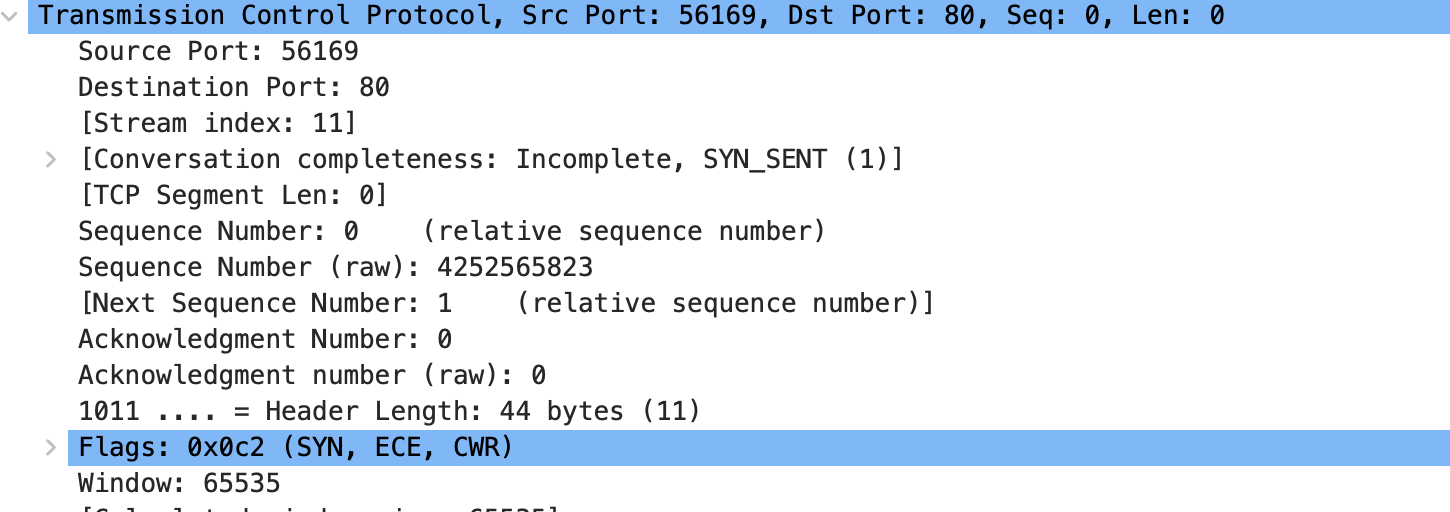 Transmission Control Protocol, Src Port: 56169, Dst Port: 80, Seq: 0, Len: 0
Source Port: 56169
Destination Port: 80
[Stream index: 11]
[Conversation completeness: Incomplete, SYN_SENT (1)]
[TCP Segment Len: 0]
Sequence Number: 0    (relative sequence number)
Sequence Number (raw): 4252565823
[Next Sequence Number: 1    (relative sequence number)]
Acknowledgment Number: 0
Acknowledgment number (raw): 0
1011 .... = Header Length: 44 bytes (11)
Flags: 0x0c2 (SYN, ECE, CWR)
Window: 65535